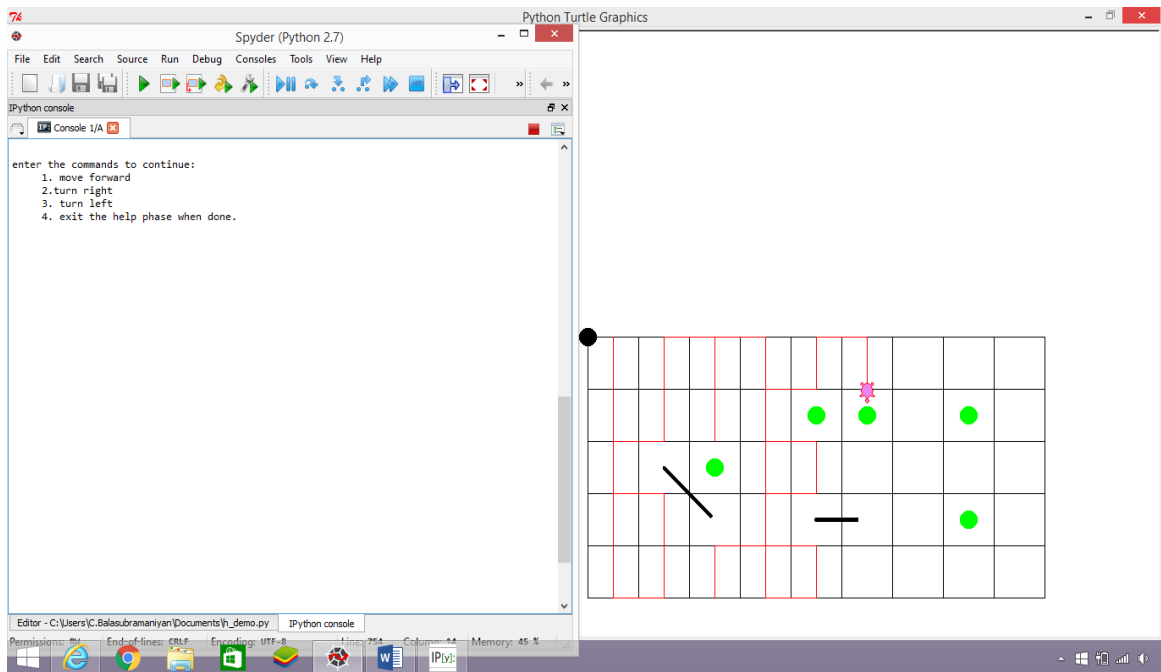 Python Turtle Graphics
Spyder (Python 2.7)
File Edit Search Source Run Debug Consoles Tools View Help
IPython console
IP: Console 1/A
enter the commands to continue:
1. move forward
2.turn right
3. turn left
4. exit the help phase when done.
Editor - C:\Users\C.Balasubramaniyan\Documents\h_demo.py IPython console
Permissions: RW End-of-lines: CRLF Encoding: UTF-8 Line: 754 Column: 14 Memory: 45 %
IP[y]: